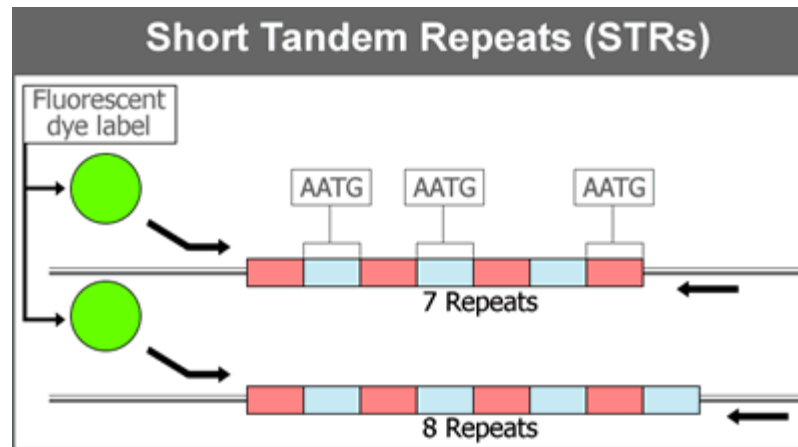 Short Tandem Repeats (STRs)
Fluorescent
dye label
AATG
AATG
AATG
7 Repeats
8 Repeats